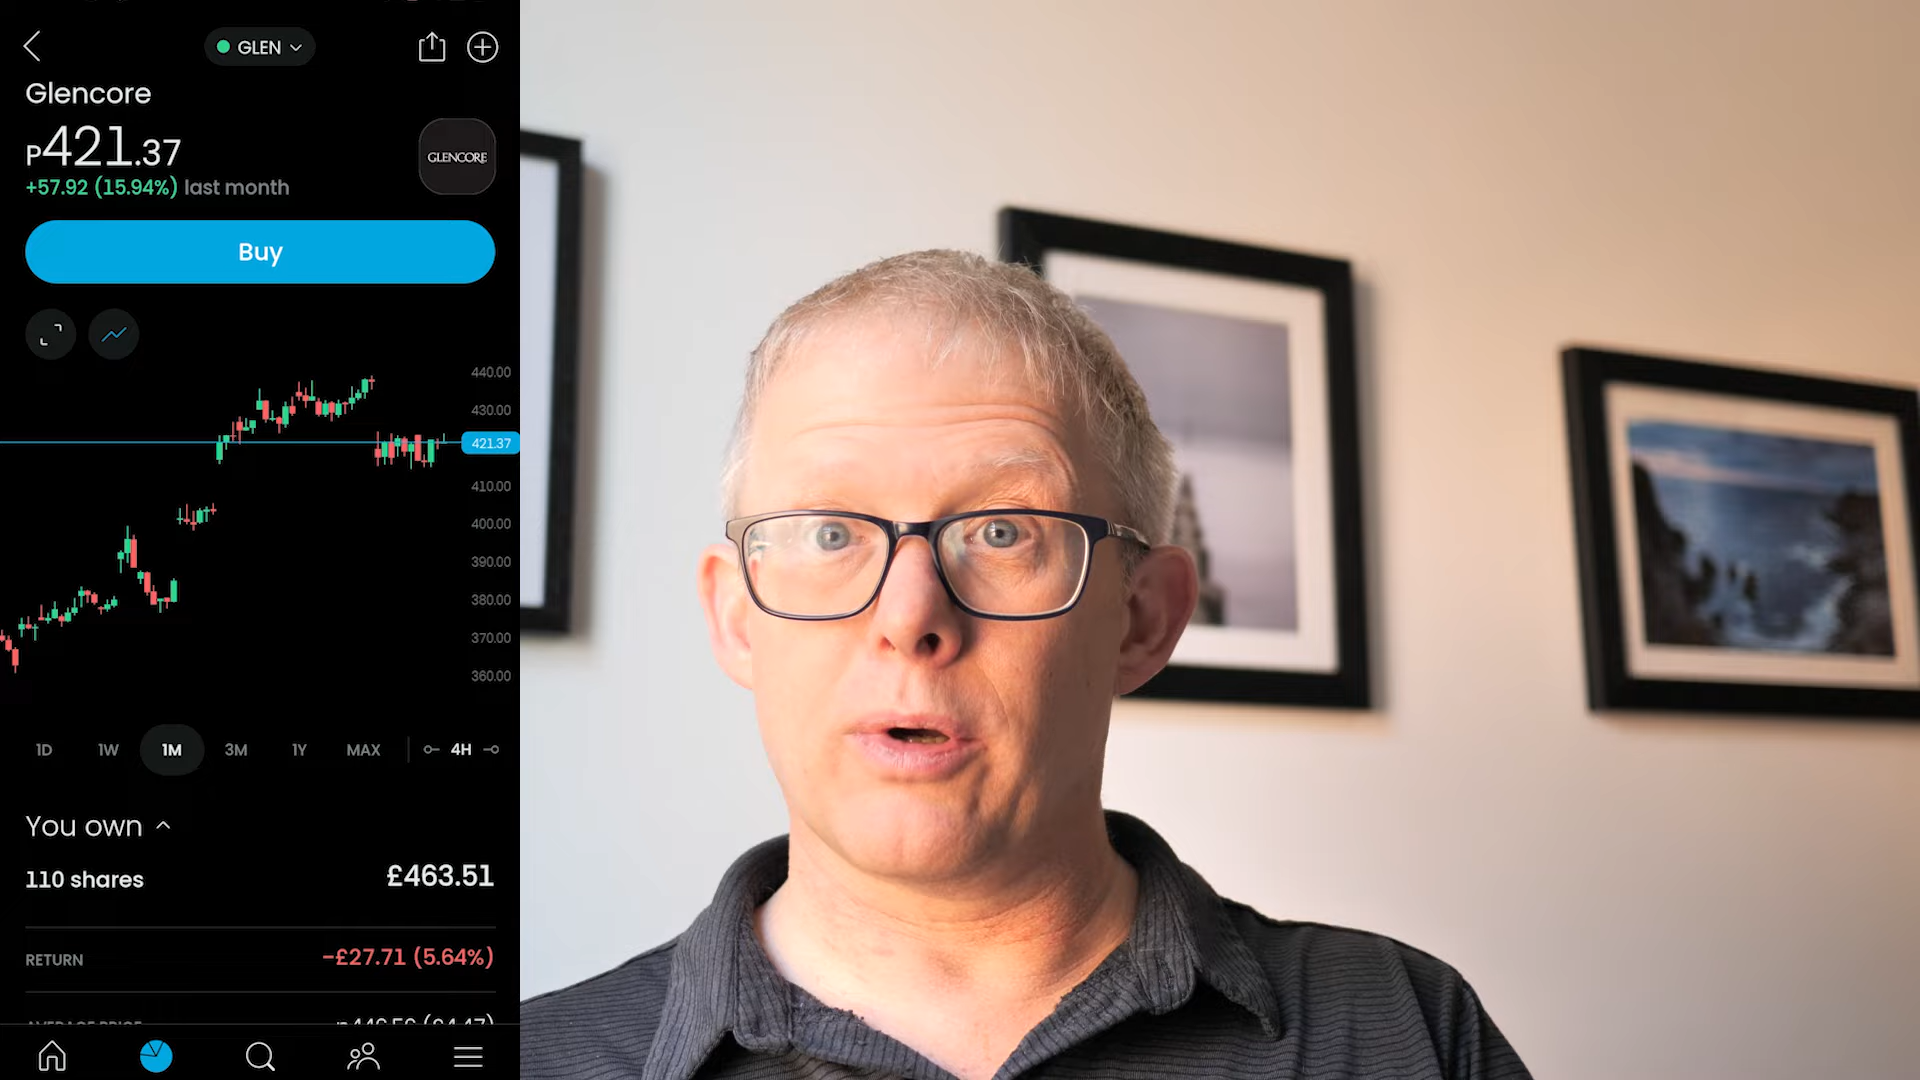 GLEN
Glencore
P421.37
GLENCORE
+57.92 (15.94%) last month
Buy
440.00
430.00
421.37
410.00
400.00
390.00
380.00
370.00
360.00
1D 1W 1M 3M 1Y MAX 4H
You own
110 shares £463.51
RETURN -£27.71 (5.64%)